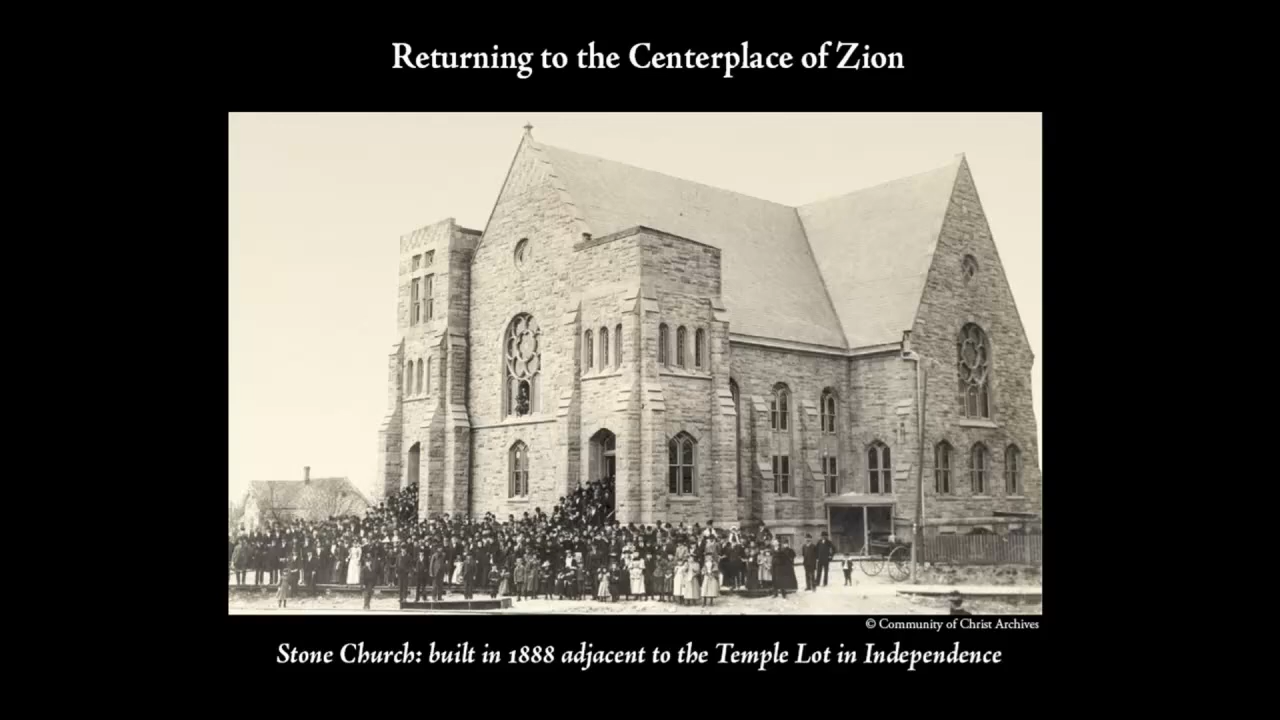 Returning to the Centerplace of Zion
© Community of Christ Archives
Stone Church: built in 1888 adjacent to the Temple Lot in Independence